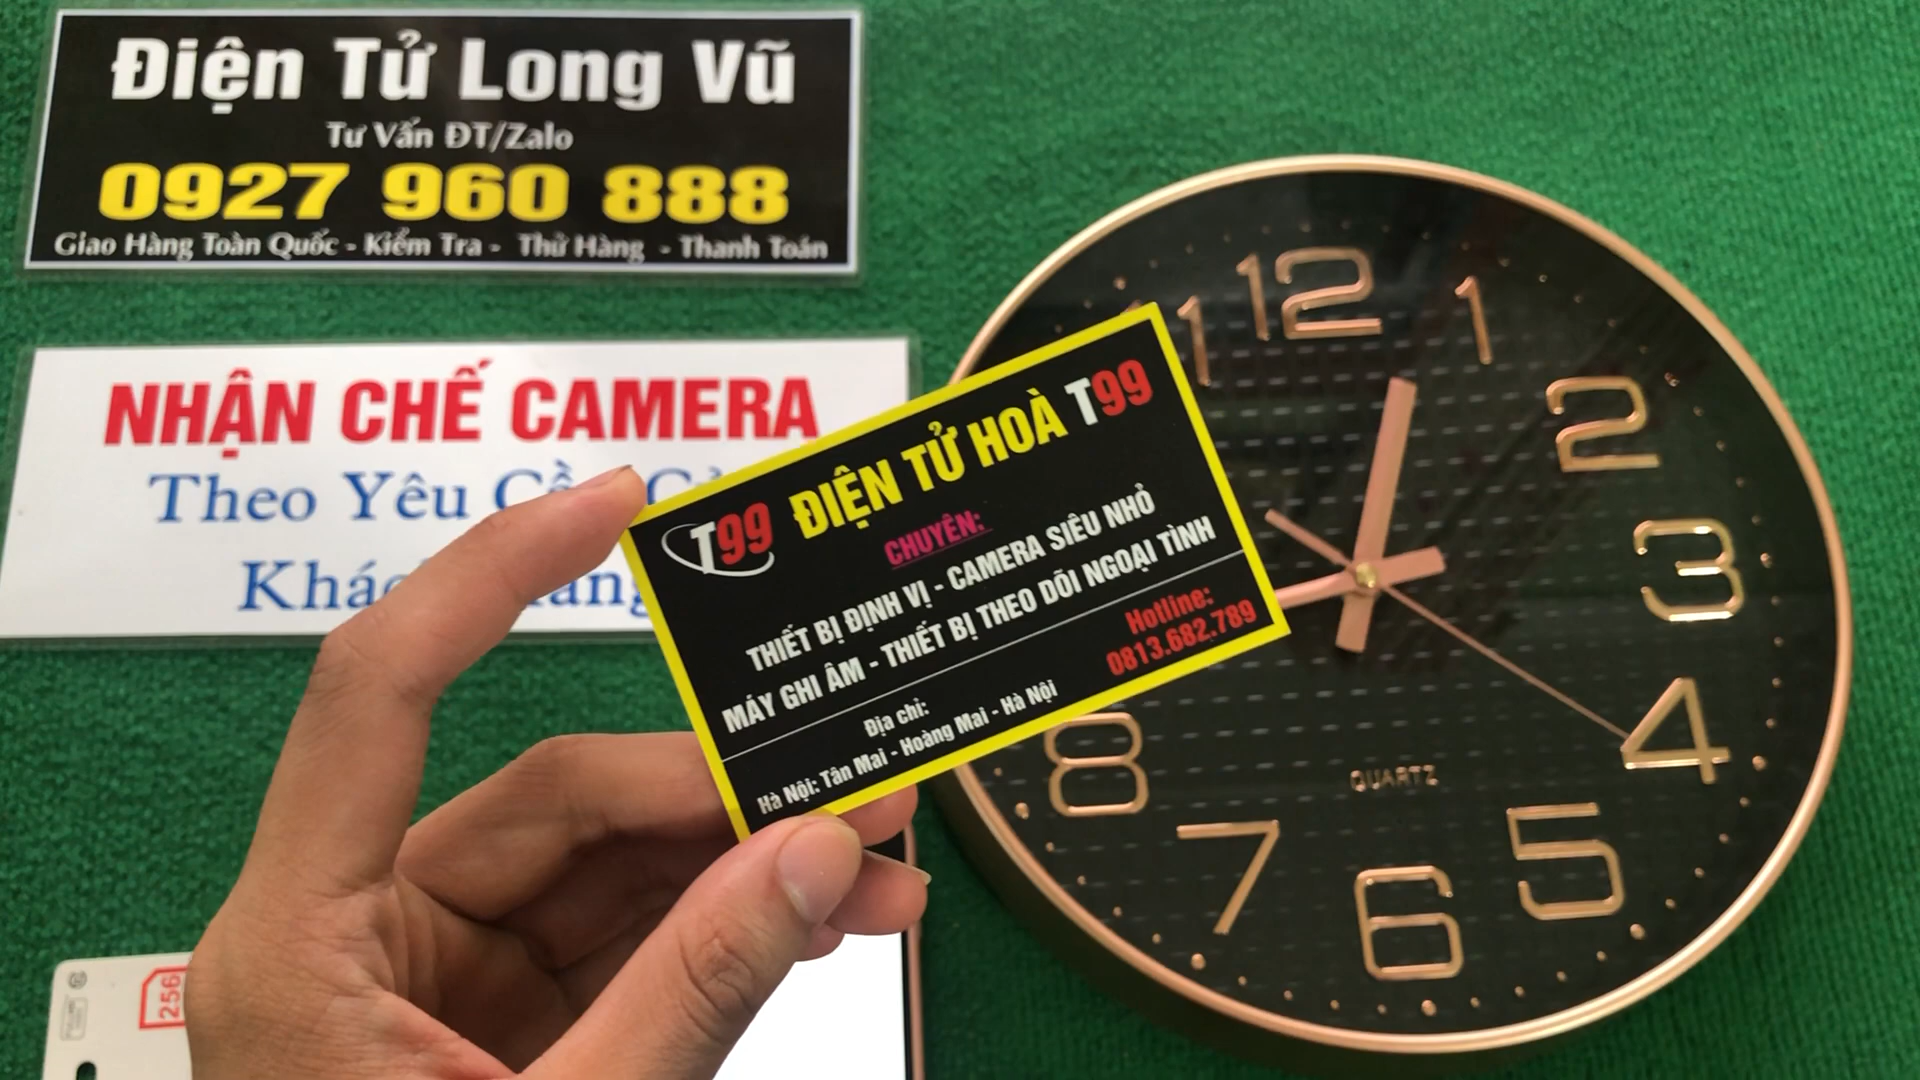 Điện Tử Long Vũ
Tư Vấn ĐT/Zalo
0927 960 888
Giao Hàng Toàn Quốc - Kiểm Tra - Thử Hàng - Thanh Toán
NHẬN CHẾ CAMERA
Theo Yêu
T99 ĐIỆN TỬ HOÀ T99
CHUYÊN:
THIẾT BỊ ĐỊNH VỊ - CAMERA SIÊU NHỎ
MÁY GHI ÂM - THIẾT BỊ THEO DÕI NGOẠI TÌNH
Địa chỉ:
Hà Nội: Tân Mai - Hoàng Mai - Hà Nội
Hotline:
0813.682.789
12
1
2
3
4
5
6
7
8
QUARTZ
256